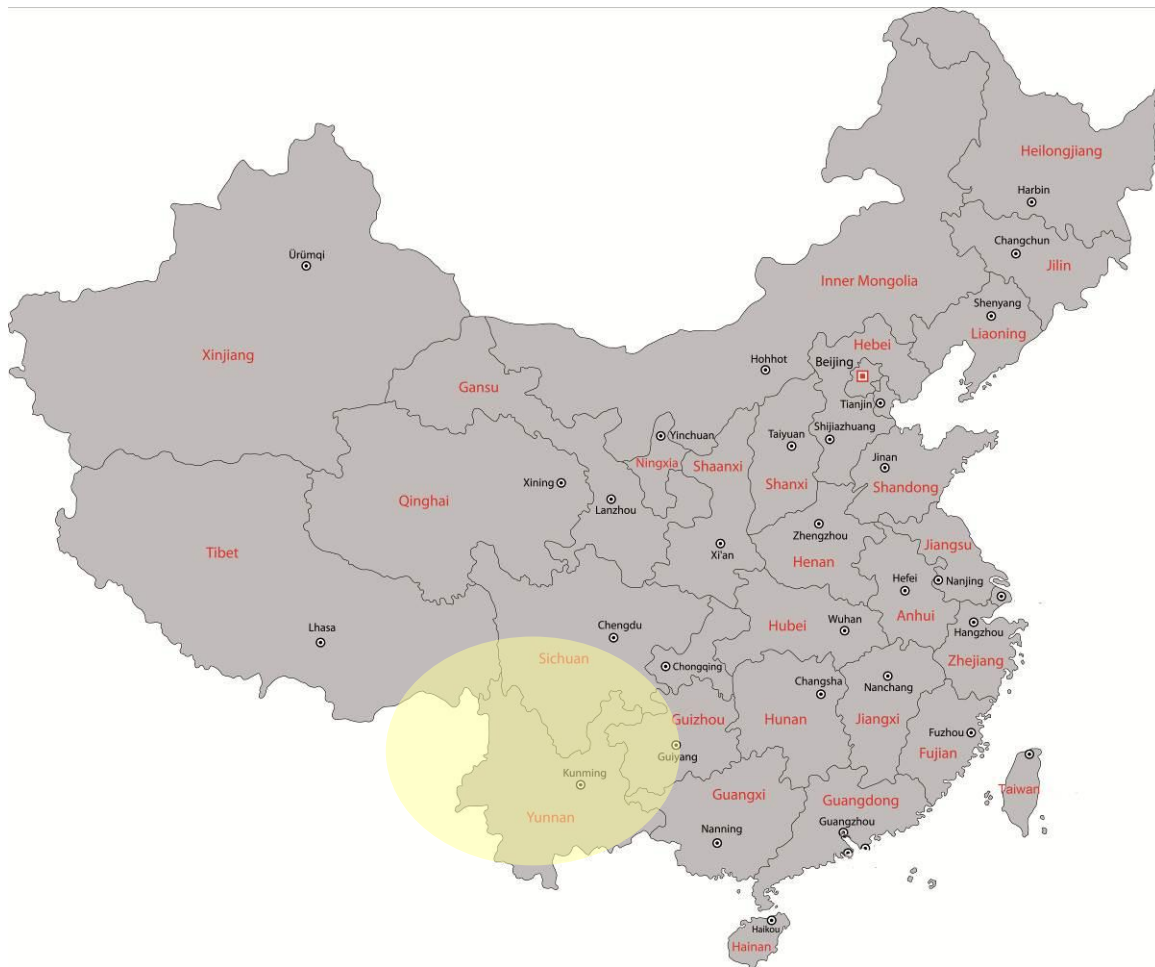 Heilongjiang
Harbin
Changchun
Jilin
Ürümqi
Inner Mongolia
Shenyang
Liaoning
Hebei
Xinjiang
Beijing
Hohhot
Gansu
Tianjin
Shijiazhuang
Yinchuan
Taiyuan
Jinan
Ningxia
Shaanxi
Shanxi
Shandong
Xining
Qinghai
Lanzhou
Zhengzhou
Jiangsu
Tibet
Xi'an
Henan
Hefei
Nanjing
Anhui
Lhasa
Chengdu
Hubei
Wuhan
Hangzhou
Sichuan
Chongqing
Zhejiang
Changsha
Nanchang
Guizhou
Hunan
Jiangxi
Fuzhou
Fujian
Guiyang
Kunming
Taiwan
Guangxi
Guangdong
Yunnan
Guangzhou
Nanning
Haikou
Hainan